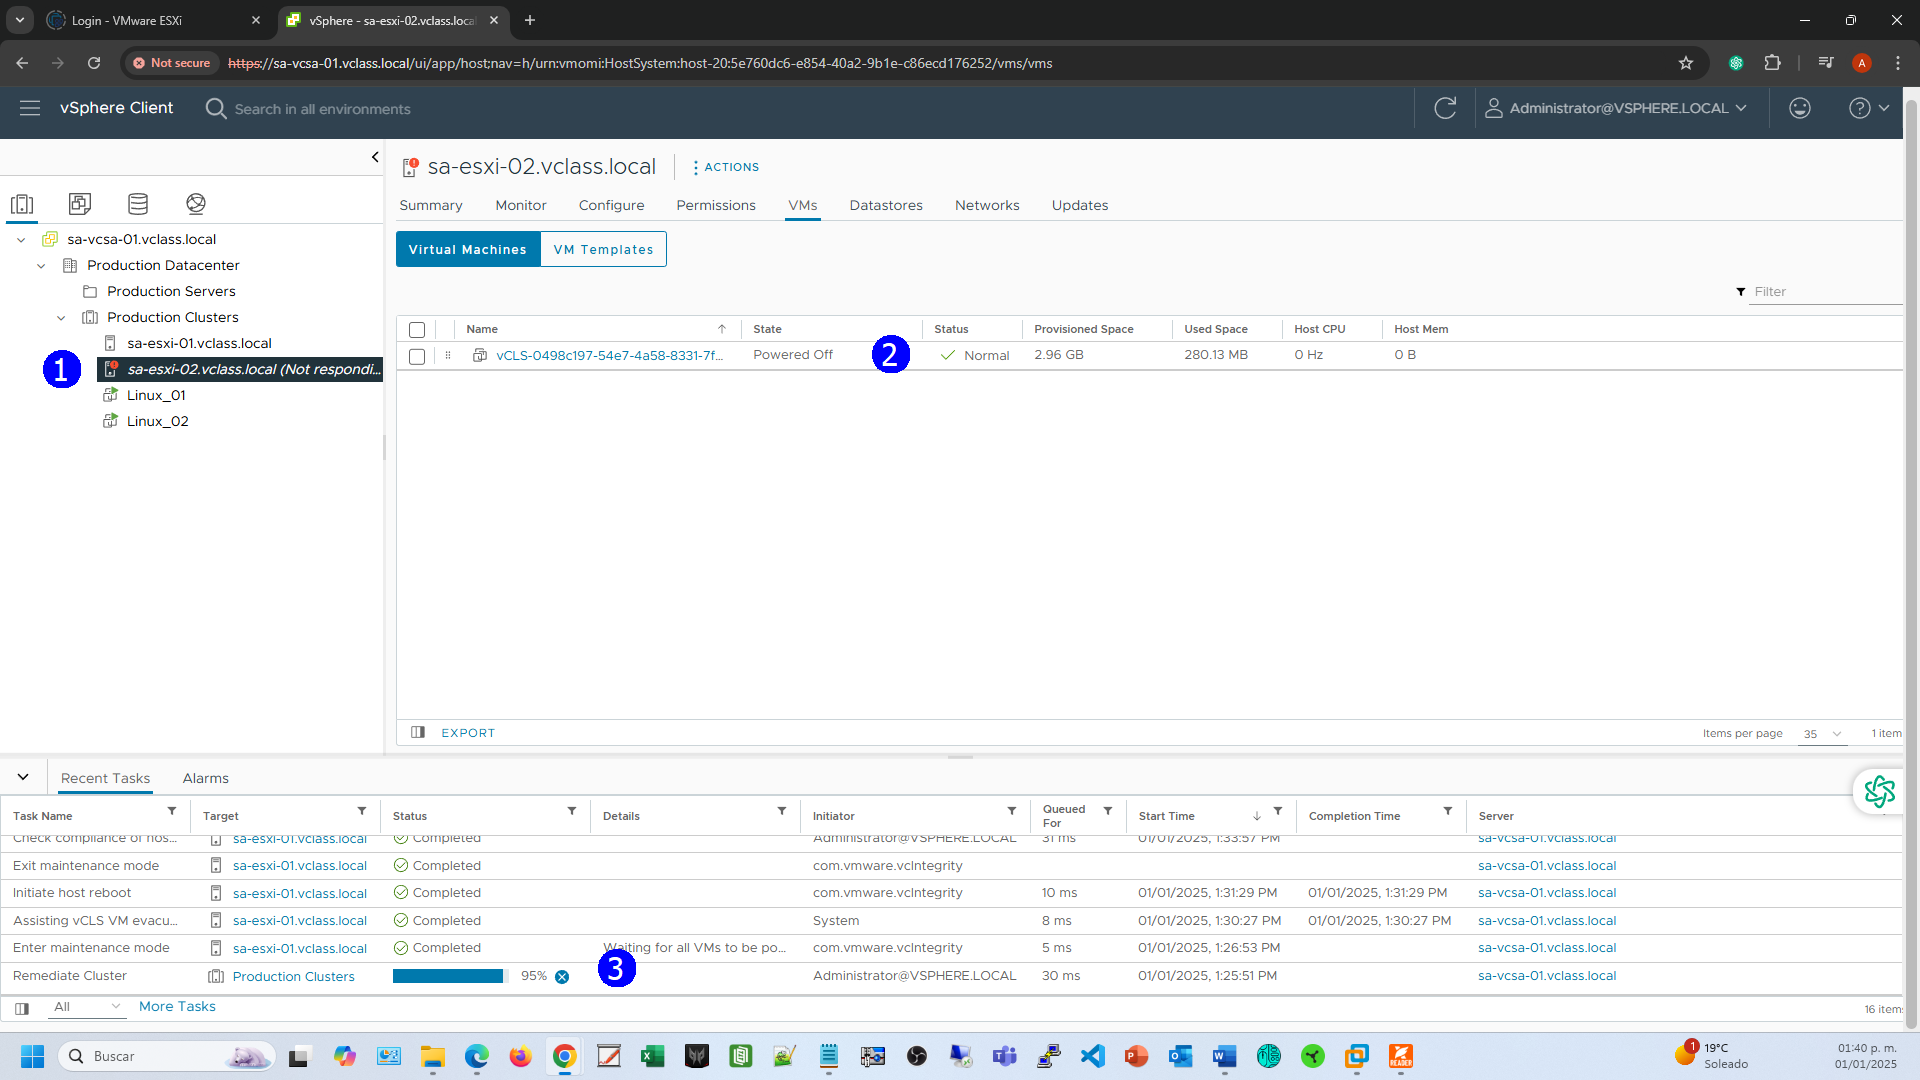 Login - VMware ESXi
vSphere - sa-esxi-02.vclass.loca
Not secure
https://sa-vcsa-01.vclass.local/ui/app/host;nav=h/urn:vmomi:HostSystem:host-20:5e760dc6-e854-40a2-9b1e-c86ecd176252/vms/vms
A
vSphere Client
Search in all environments
Administrator@VSPHERE.LOCAL
sa-vcsa-01.vclass.local
Production Datacenter
Production Servers
Production Clusters
sa-esxi-01.vclass.local
1
sa-esxi-02.vclass.local (Not respondi...
Linux_01
Linux_02
sa-esxi-02.vclass.local
ACTIONS
Summary Monitor Configure Permissions VMs Datastores Networks Updates
Virtual Machines VM Templates
Filter
Name State Status Provisioned Space Used Space Host CPU Host Mem
vCLS-0498c197-54e7-4a58-8331-7f... Powered Off 2 Normal 2.96 GB 280.13 MB 0 Hz 0 B
EXPORT
Items per page 35 1 item
Recent Tasks Alarms
Task Name Target Status Details Initiator Queued For Start Time Completion Time Server
Check compliance of hos... sa-esxi-01.vclass.local Completed Administrator@VSPHERE.LOCAL 31 ms 01/01/2025, 1:33:57 PM sa-vcsa-01.vclass.local
Exit maintenance mode sa-esxi-01.vclass.local Completed com.vmware.vcIntegrity sa-vcsa-01.vclass.local
Initiate host reboot sa-esxi-01.vclass.local Completed com.vmware.vcIntegrity 10 ms 01/01/2025, 1:31:29 PM 01/01/2025, 1:31:29 PM sa-vcsa-01.vclass.local
Assisting vCLS VM evacu... sa-esxi-01.vclass.local Completed System 8 ms 01/01/2025, 1:30:27 PM 01/01/2025, 1:30:27 PM sa-vcsa-01.vclass.local
Enter maintenance mode sa-esxi-01.vclass.local Completed Waiting for all VMs to be po... com.vmware.vcIntegrity 5 ms 01/01/2025, 1:26:53 PM sa-vcsa-01.vclass.local
Remediate Cluster Production Clusters 95% 3 Administrator@VSPHERE.LOCAL 30 ms 01/01/2025, 1:25:51 PM sa-vcsa-01.vclass.local
All More Tasks
16 items
Buscar
READER
1
19°C
Soleado
01:40 p. m.
01/01/2025